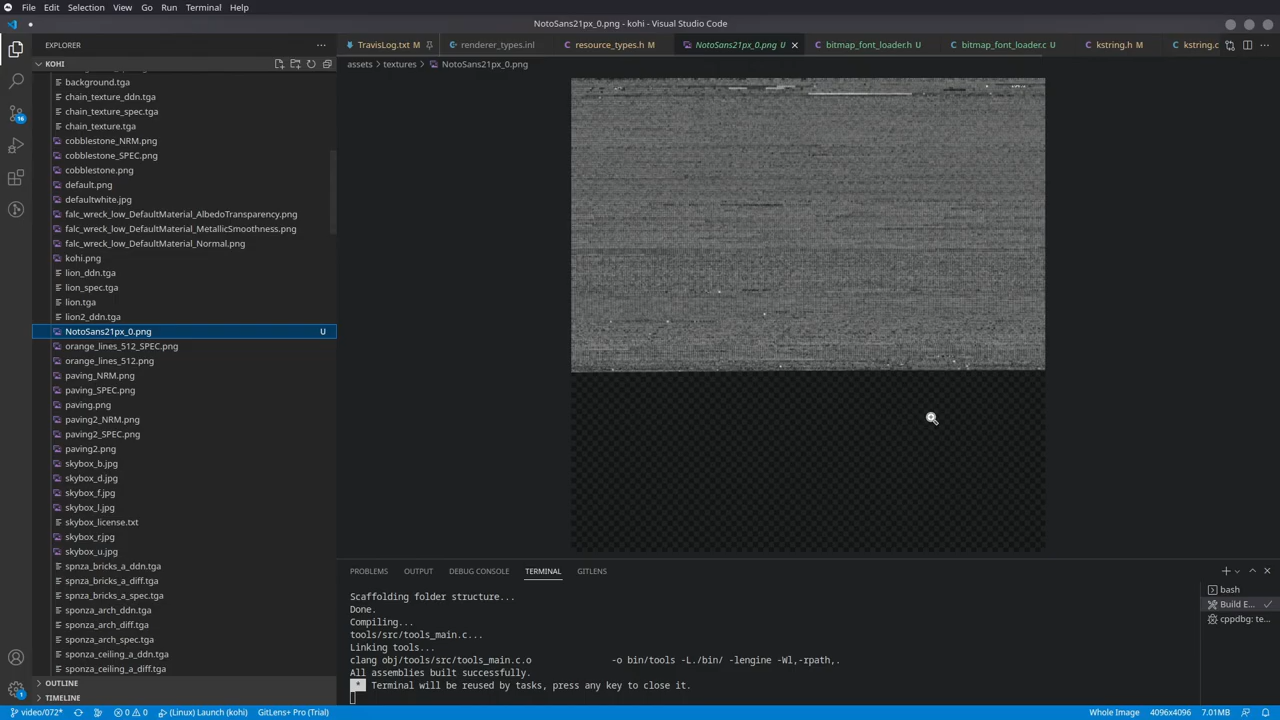 File Edit Selection View Go Run Terminal Help
NotoSans21px_0.png - kohi - Visual Studio Code
EXPLORER
TravisLog.txt M
renderer_types.inl
resource_types.h M
NotoSans21px_0.png U
bitmap_font_loader.h U
bitmap_font_loader.c U
kstring.h M
kstring.c
KOHI
assets > textures > NotoSans21px_0.png
background.tga
chain_texture_ddn.tga
chain_texture_spec.tga
chain_texture.tga
cobblestone_NRM.png
cobblestone_SPEC.png
cobblestone.png
default.png
defaultwhite.jpg
falc_wreck_low_DefaultMaterial_AlbedoTransparency.png
falc_wreck_low_DefaultMaterial_MetallicSmoothness.png
falc_wreck_low_DefaultMaterial_Normal.png
kohi.png
lion_ddn.tga
lion_spec.tga
lion.tga
lion2_ddn.tga
NotoSans21px_0.png U
orange_lines_512_SPEC.png
orange_lines_512.png
paving_NRM.png
paving_SPEC.png
paving.png
paving2_NRM.png
paving2_SPEC.png
paving2.png
skybox_b.jpg
skybox_d.jpg
skybox_f.jpg
skybox_l.jpg
skybox_license.txt
skybox_r.jpg
skybox_u.jpg
spnza_bricks_a_ddn.tga
spnza_bricks_a_diff.tga
spnza_bricks_a_spec.tga
sponza_arch_ddn.tga
sponza_arch_diff.tga
sponza_arch_spec.tga
sponza_ceiling_a_ddn.tga
sponza_ceiling_a_diff.tga
OUTLINE
TIMELINE
16
1
PROBLEMS OUTPUT DEBUG CONSOLE TERMINAL GITLENS
Scaffolding folder structure...
Done.
Compiling...
tools/src/tools_main.c...
Linking tools...
clang obj/tools/src/tools_main.c.o -o bin/tools -L./bin/ -lengine -Wl,-rpath,.
All assemblies built successfully.
* Terminal will be reused by tasks, press any key to close it.
bash
Build E...
cppdbg: te...
video/072* 0 0 (Linux) Launch (kohi) GitLens+ Pro (Trial) Whole Image 4096x4096 7.01MB